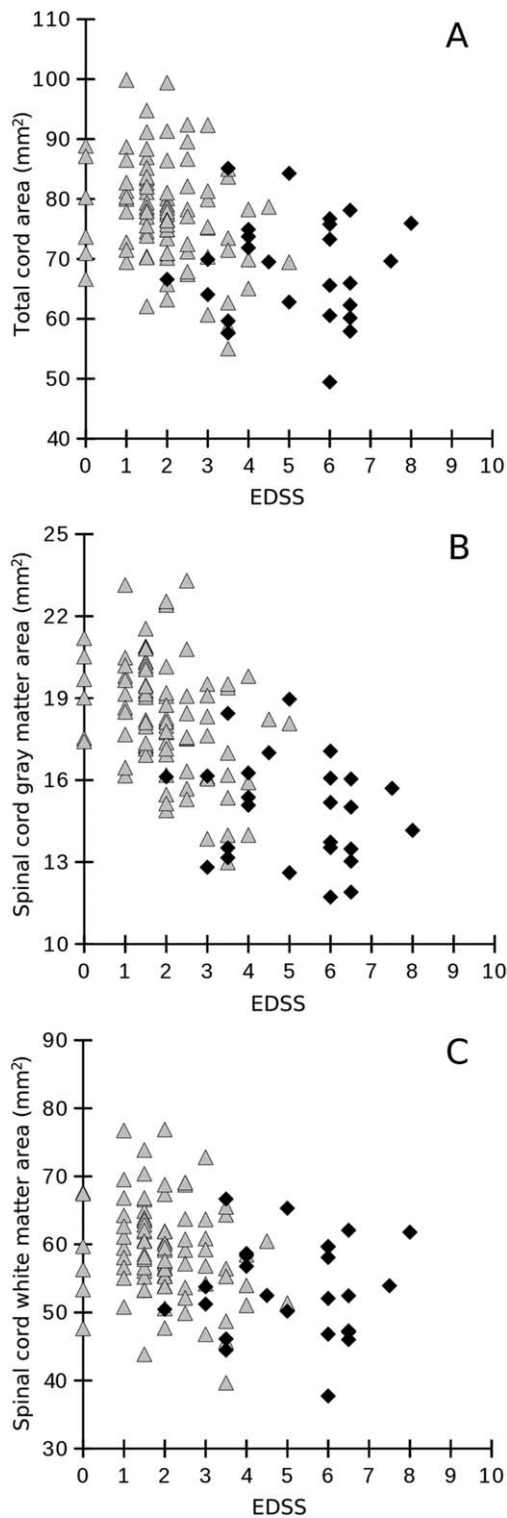 A
Total cord area (mm²)
110
100
90
80
70
60
50
40
0 1 2 3 4 5 6 7 8 9 10
EDSS
B
Spinal cord gray matter area (mm²)
25
22
19
16
13
10
0 1 2 3 4 5 6 7 8 9 10
EDSS
C
Spinal cord white matter area (mm²)
90
80
70
60
50
40
30
0 1 2 3 4 5 6 7 8 9 10
EDSS